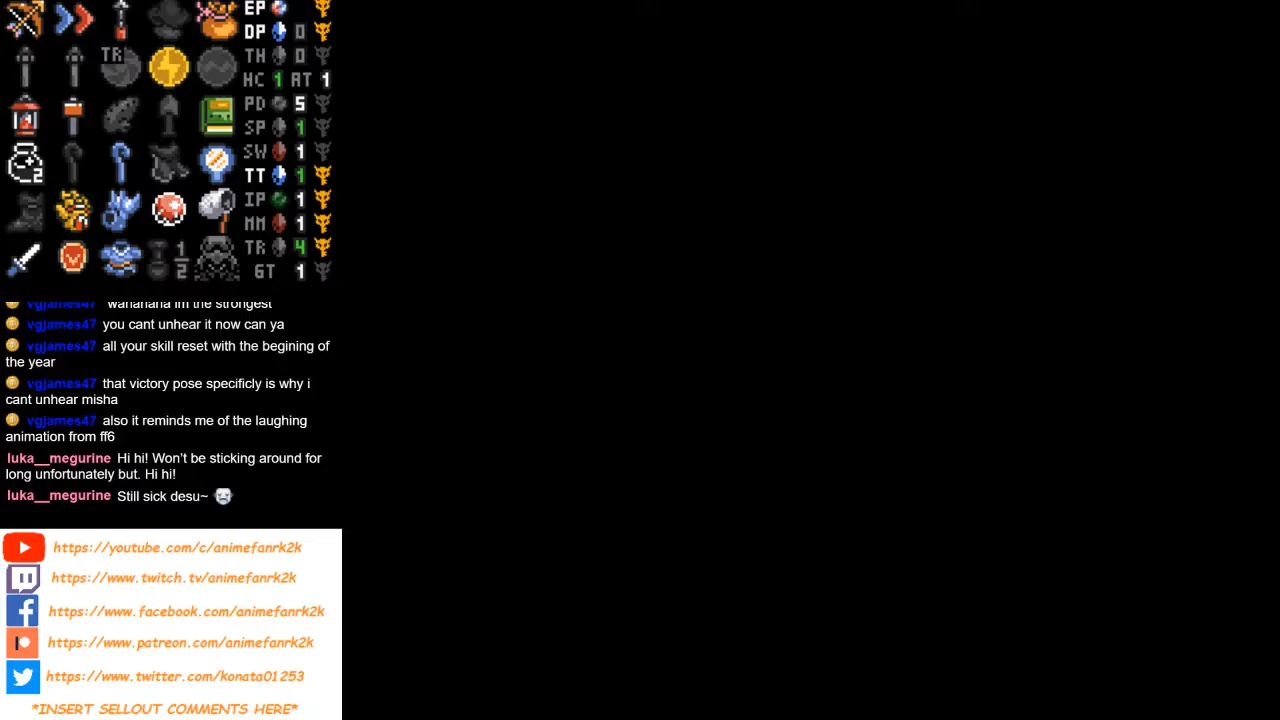 EP
DP 0
TR TH 0
HC 1 AT 1
PD 5
SP 1
SW 1
2 TT 1
IP 1
MM 1
1 2 TR 4
GT 1
vgjames47 wahahaha im the strongest
vgjames47 you cant unhear it now can ya
vgjames47 all your skill reset with the begining of
the year
vgjames47 that victory pose specificly is why i
cant unhear misha
vgjames47 also it reminds me of the laughing
animation from ff6
luka__megurine Hi hi! Won't be sticking around for
long unfortunately but. Hi hi!
luka__megurine Still sick desu~
https://youtube.com/c/animefanrk2k
https://www.twitch.tv/animefanrk2k
https://www.facebook.com/animefanrk2k
https://www.patreon.com/animefanrk2k
https://www.twitter.com/konata01253
*INSERT SELLOUT COMMENTS HERE*